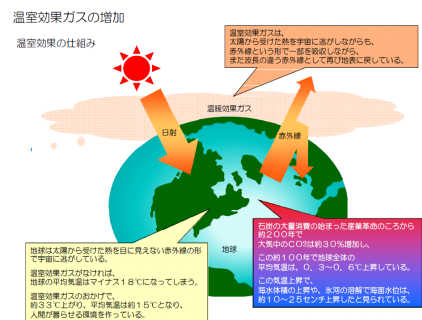 温室効果ガスの増加
温室効果の仕組み
温室効果ガスは、
太陽から受けた熱を宇宙に逃がしながらも、
赤外線という形で一部を吸収しながら、
また波長の違う赤外線として再び地表に戻している。
温暖効果ガス
日射
赤外線
地球
地球は太陽から受けた熱を目に見えない赤外線の形
で宇宙に逃がしている。
温室効果ガスがなければ、
地球の平均気温はマイナス18℃になってしまう。
温室効果ガスのおかげで、
約33℃上がり、平均気温は約15℃となり、
人間が暮らせる環境を作っている。
石炭の大量消費の始まった産業革命のころから
約200年で
大気中のCO2は約30%増加し、
この約100年で地球全体の
平均気温は、0.3～0.6℃上昇している。
この気温上昇で、
海水体積の上昇や、氷河の溶解で海面水位は、
約10～25センチ上昇したと見られている。